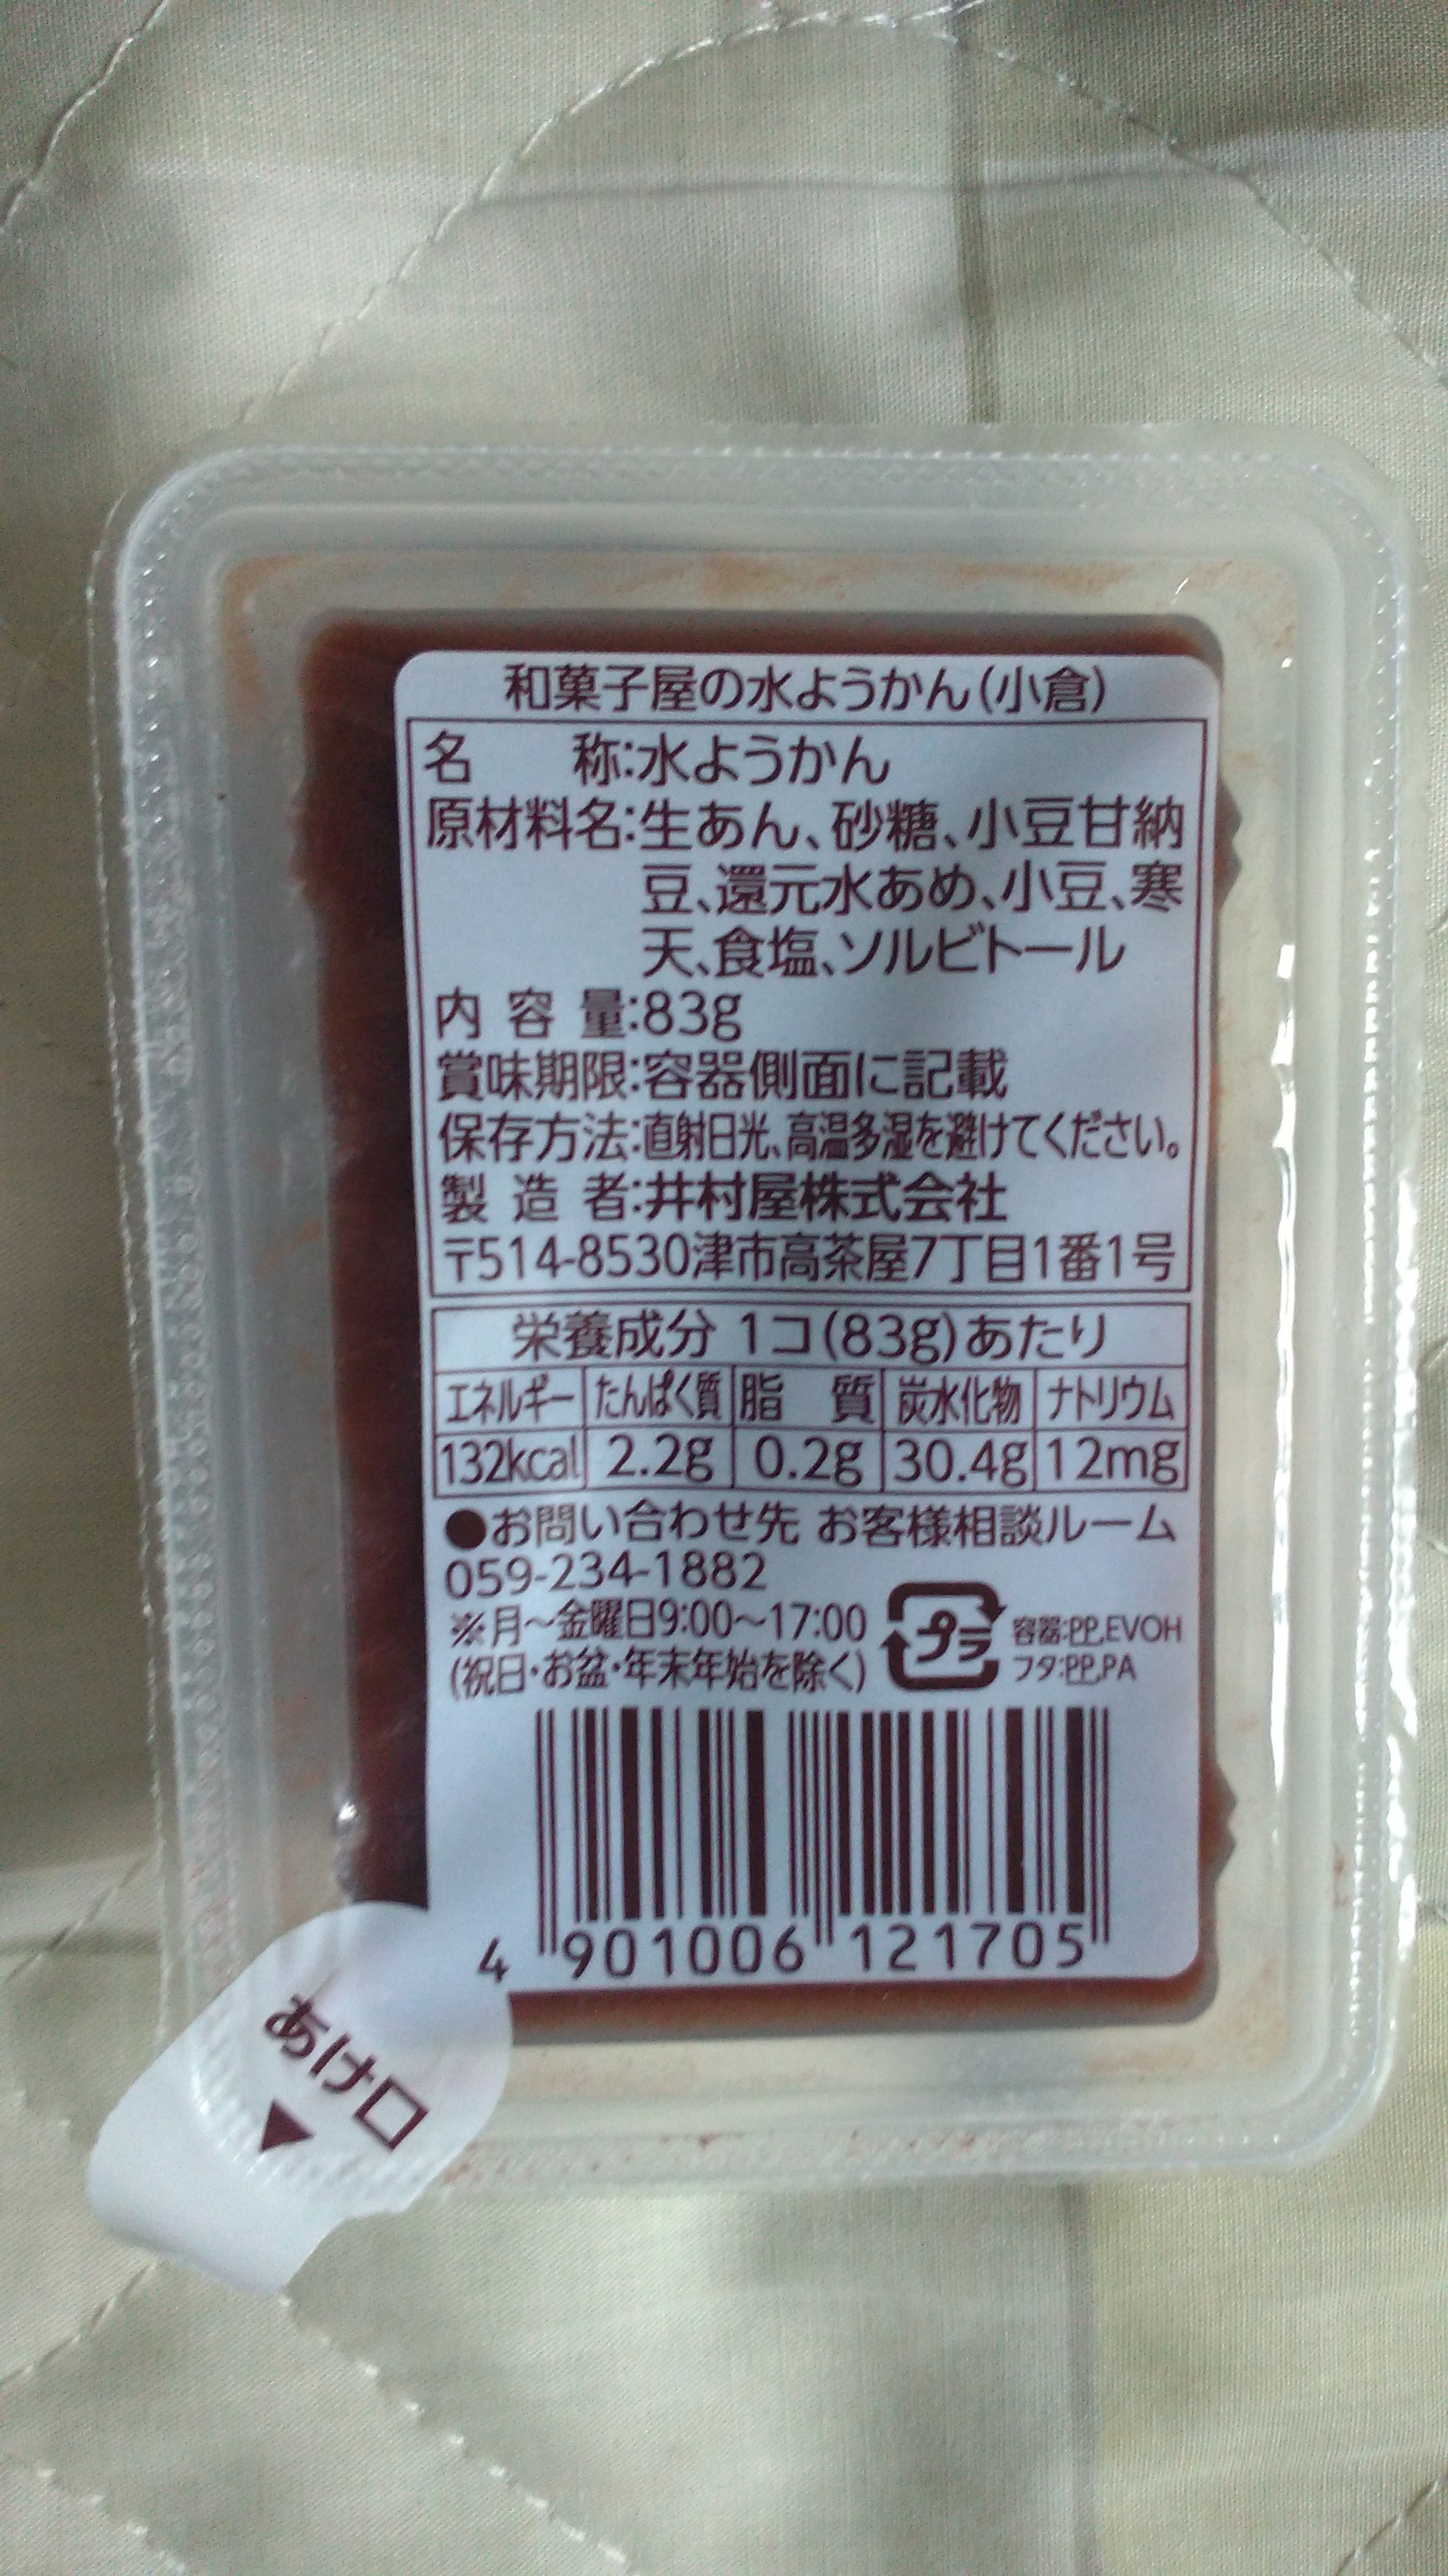 和菓子屋の水ようかん(小倉)
名 称:水ようかん
原材料名:生あん、砂糖、小豆甘納
豆、還元水あめ、小豆、寒
天、食塩、ソルビトール
内容量:83g
賞味期限:容器側面に記載
保存方法:直射日光、高温多湿を避けてください。
製造者:井村屋株式会社
〒514-8530津市高茶屋7丁目1番1号
栄養成分 1コ(83g)あたり
エネルギー たんぱく質 脂質 炭水化物 ナトリウム
132kcal 2.2g 0.2g 30.4g 12mg
●お問い合わせ先 お客様相談ルーム
059-234-1882
※月~金曜日9:00~17:00
(祝日・お盆・年末年始を除く)
プラ
容器:PP,EVOH
フタ:PP,PA
4 901006 121705
あけ口